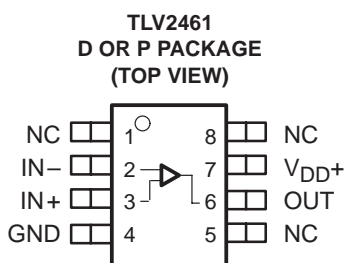 TLV2461
D OR P PACKAGE
(TOP VIEW)
NC 1 8 NC
IN− 2 7 VDD+
IN+ 3 6 OUT
GND 4 5 NC